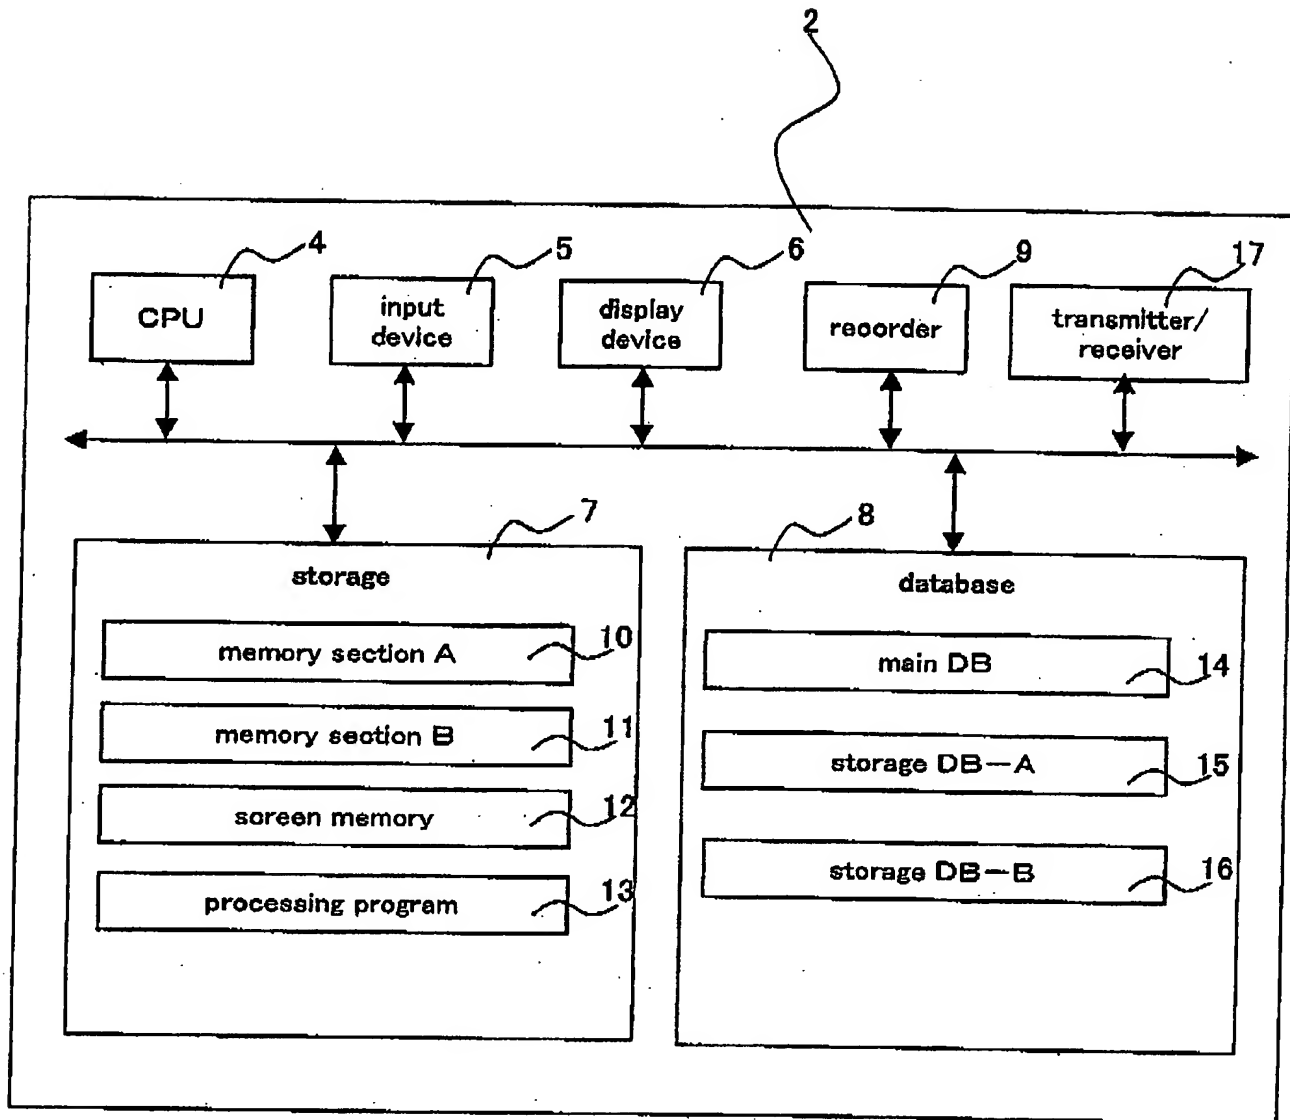 2
4
5
6
9
17
CPU
input
device
display
device
recorder
transmitter/
receiver
7
8
storage
database
memory section A
10
memory section B
11
screen memory
12
processing program
13
main DB
14
storage DB-A
15
storage DB-B
16